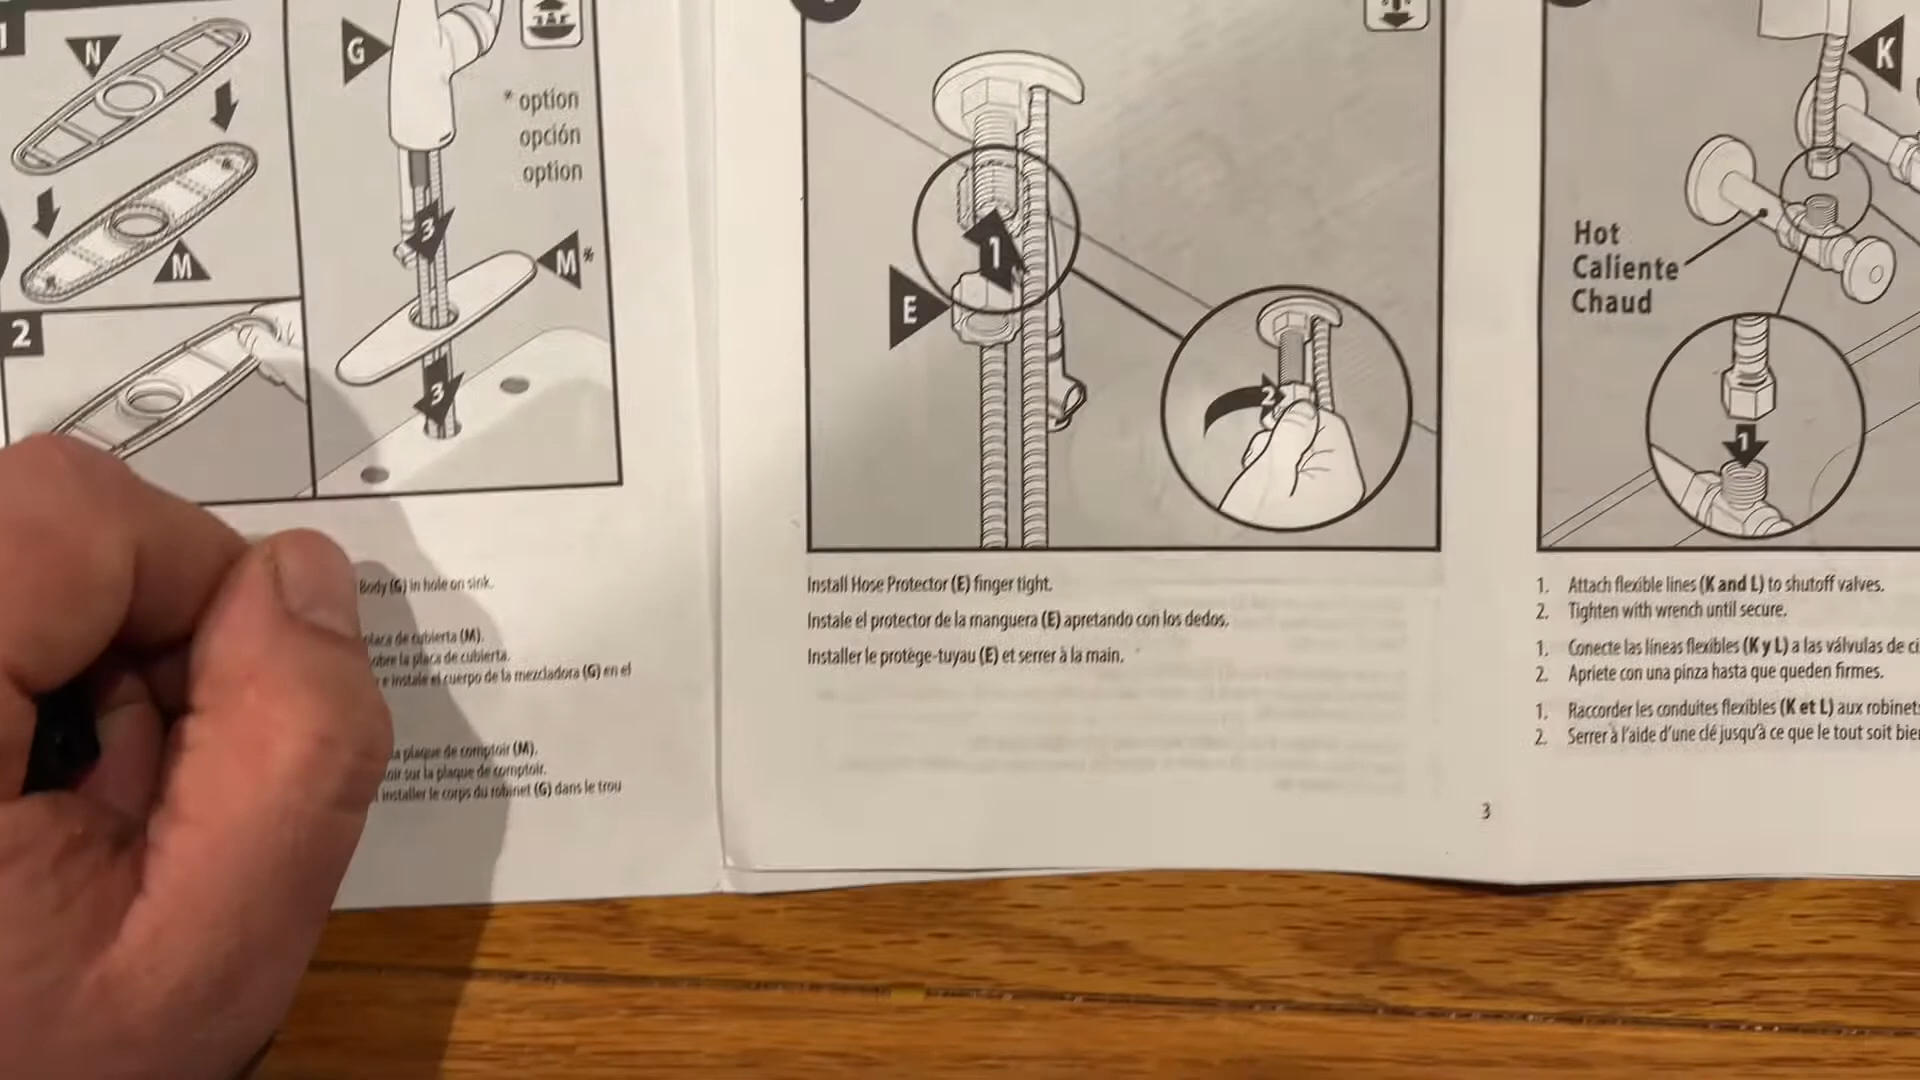 1
N
M
2
G
* option
opción
option
3
M*
3
Body (G) in hole on sink.
placa de cubierta (M).
sobre la placa de cubierta.
e instale el cuerpo de la mezcladora (G) en el
la plaque de comptoir (M).
sur la plaque de comptoir.
installer le corps du robinet (G) dans le trou
1
E
2
Install Hose Protector (E) finger tight.
Instale el protector de la manguera (E) apretando con los dedos.
Installer le protège-tuyau (E) et serrer à la main.
3
K
Hot
Caliente
Chaud
1
1. Attach flexible lines (K and L) to shutoff valves.
2. Tighten with wrench until secure.
1. Conecte las líneas flexibles (K y L) a las válvulas de
2. Apriete con una pinza hasta que queden firmes.
1. Raccorder les conduites flexibles (K et L) aux robinets
2. Serrer à l'aide d'une clé jusqu'à ce que le tout soit